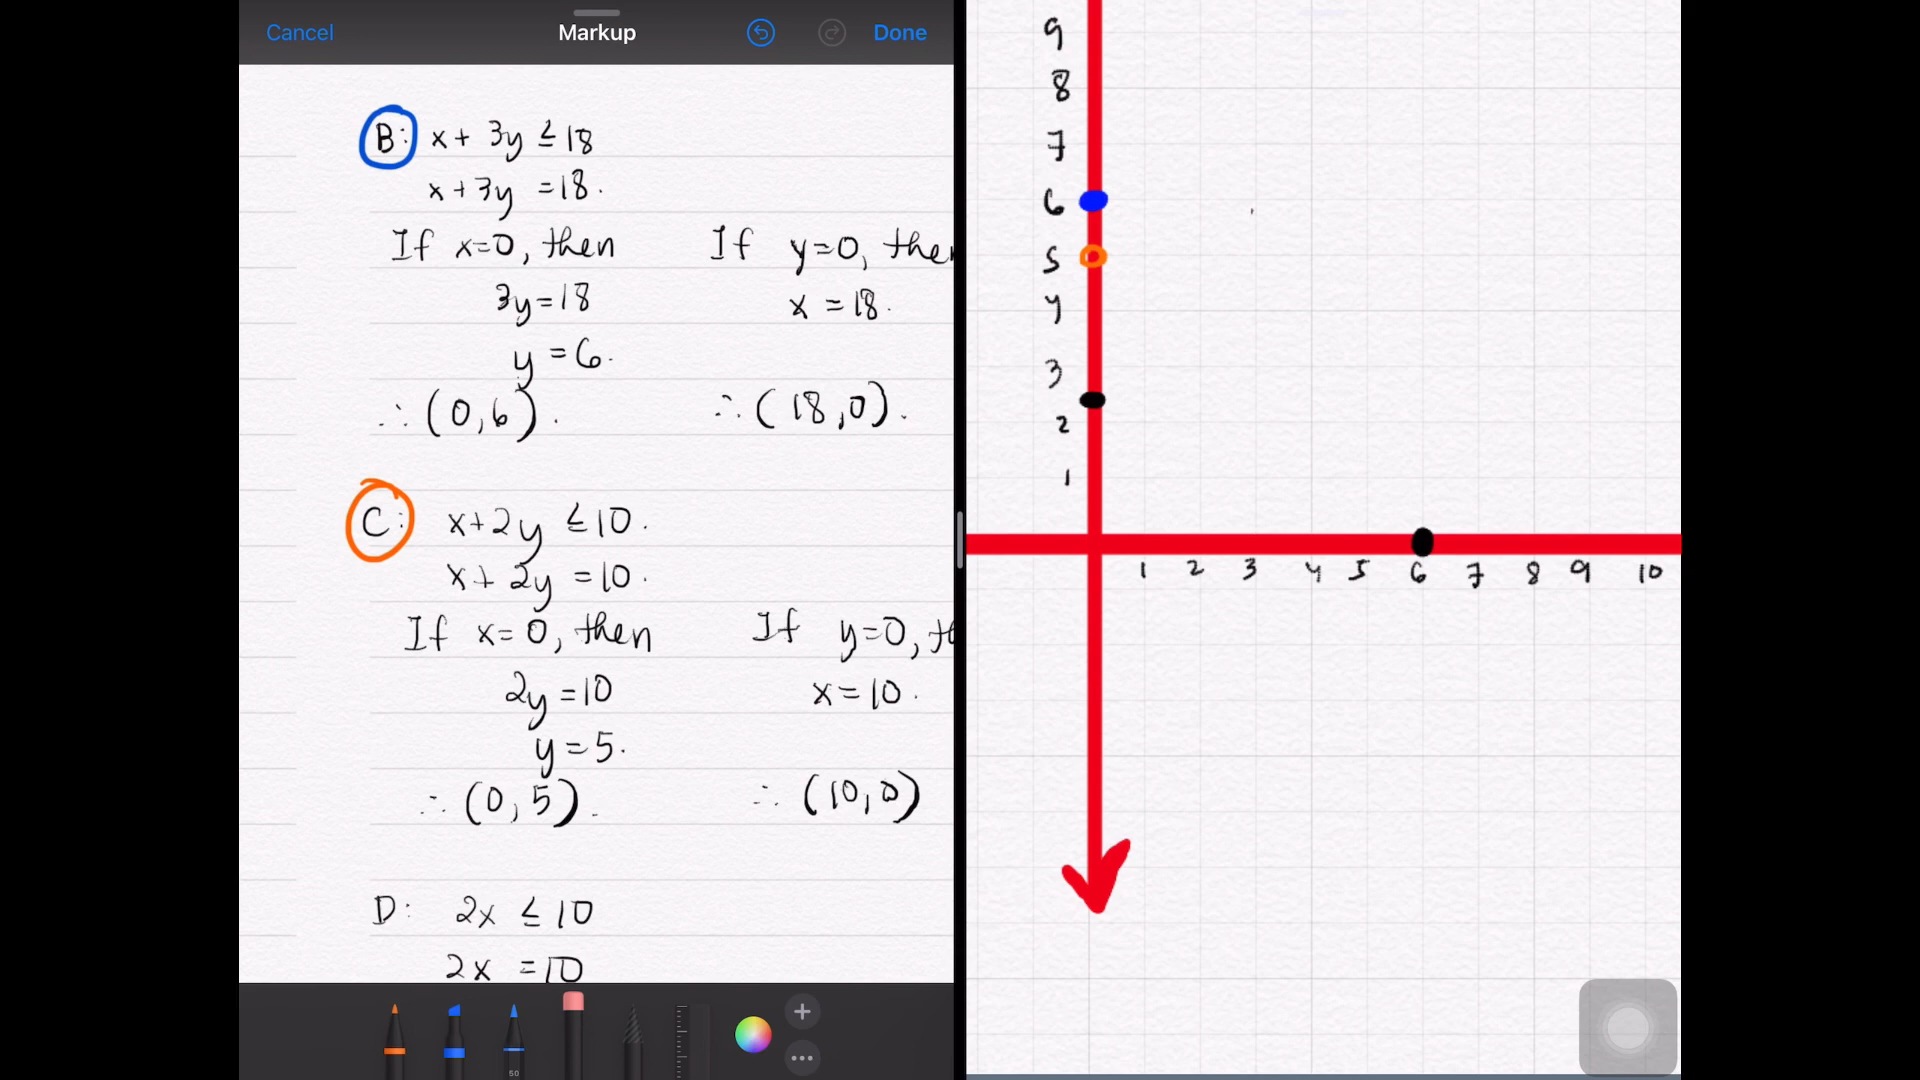 Cancel Markup Done
B: x + 3y ≤ 18
x + 3y = 18.
If x=0, then If y=0, the
3y = 18 x = 18.
y = 6.
∴ (0,6). ∴ (18,0).
C: x + 2y ≤ 10.
x + 2y = 10.
If x=0, then If y=0, th
2y = 10 x = 10.
y = 5.
∴ (0,5). ∴ (10,0)
D: 2x ≤ 10
2x = 10
50
9
8
7
6
5
4
3
2
1
1 2 3 4 5 6 7 8 9 10